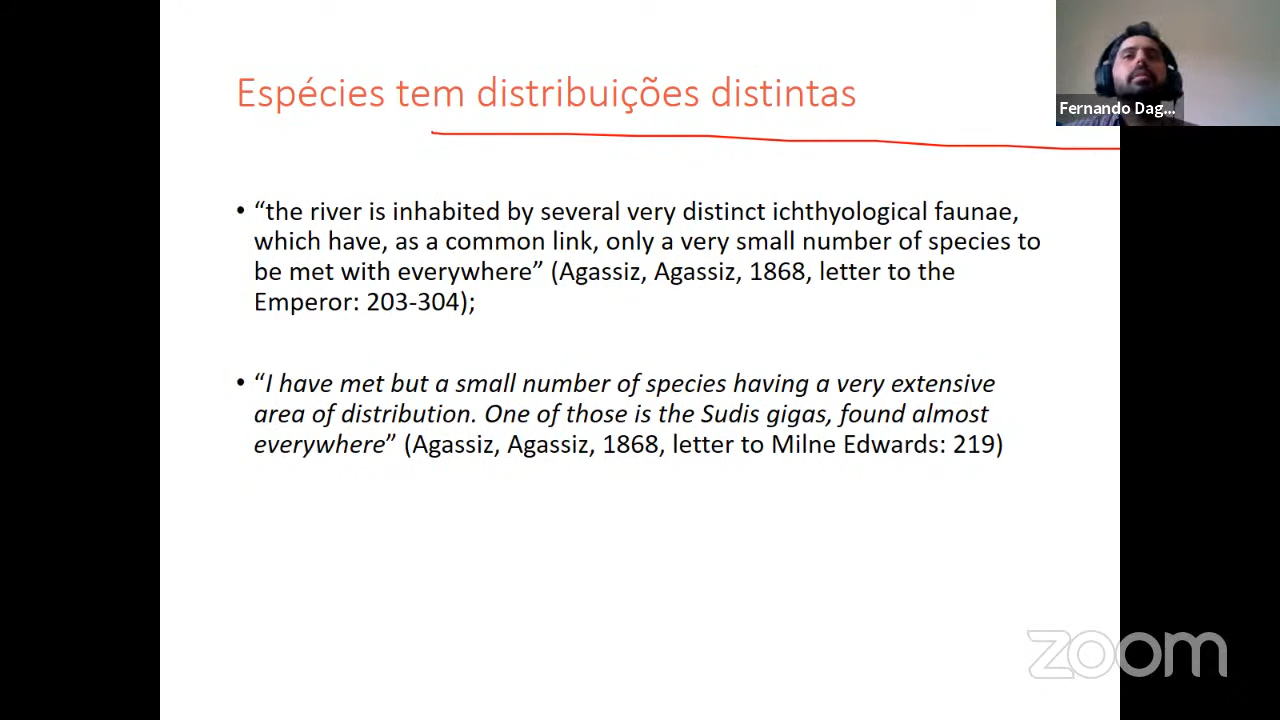 Espécies tem distribuições distintas
Fernando Dag...
• “the river is inhabited by several very distinct ichthyological faunae,
which have, as a common link, only a very small number of species to
be met with everywhere” (Agassiz, Agassiz, 1868, letter to the
Emperor: 203-304);
• “I have met but a small number of species having a very extensive
area of distribution. One of those is the Sudis gigas, found almost
everywhere” (Agassiz, Agassiz, 1868, letter to Milne Edwards: 219)
zoom